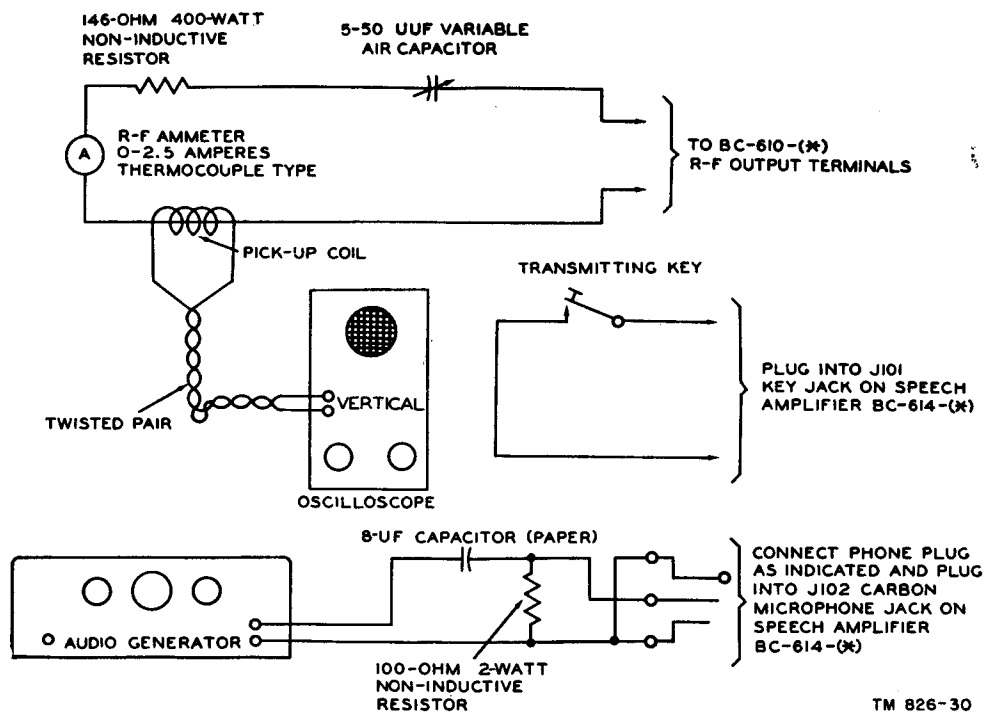 146-OHM 400-WATT
NON-INDUCTIVE
RESISTOR
5-50 UUF VARIABLE
AIR CAPACITOR
A
R-F AMMETER
0-2.5 AMPERES
THERMOCOUPLE TYPE
TO BC-610-(*)
R-F OUTPUT TERMINALS
PICK-UP COIL
TRANSMITTING KEY
TWISTED PAIR
VERTICAL
OSCILLOSCOPE
PLUG INTO J101
KEY JACK ON SPEECH
AMPLIFIER BC-614-(*)
8-UF CAPACITOR (PAPER)
AUDIO GENERATOR
100-OHM 2-WATT
NON-INDUCTIVE
RESISTOR
CONNECT PHONE PLUG
AS INDICATED AND PLUG
INTO J102 CARBON
MICROPHONE JACK ON
SPEECH AMPLIFIER
BC-614-(*)
TM 826-30